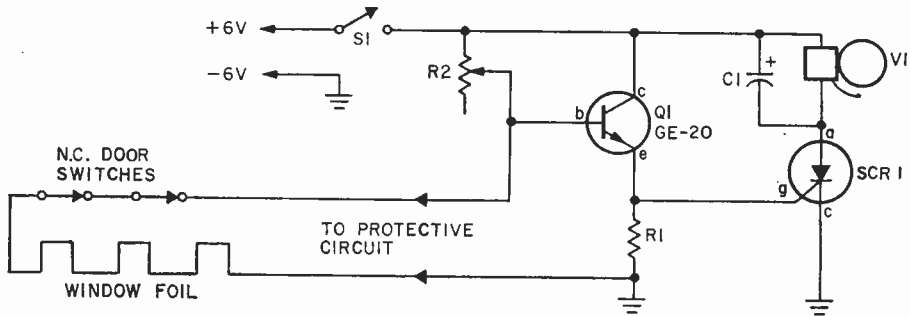 +6V
S1
-6V
R2
C1
+
V1
c
b
Q1
GE-20
e
a
SCR 1
g
c
N.C. DOOR
SWITCHES
TO PROTECTIVE
CIRCUIT
R1
WINDOW FOIL